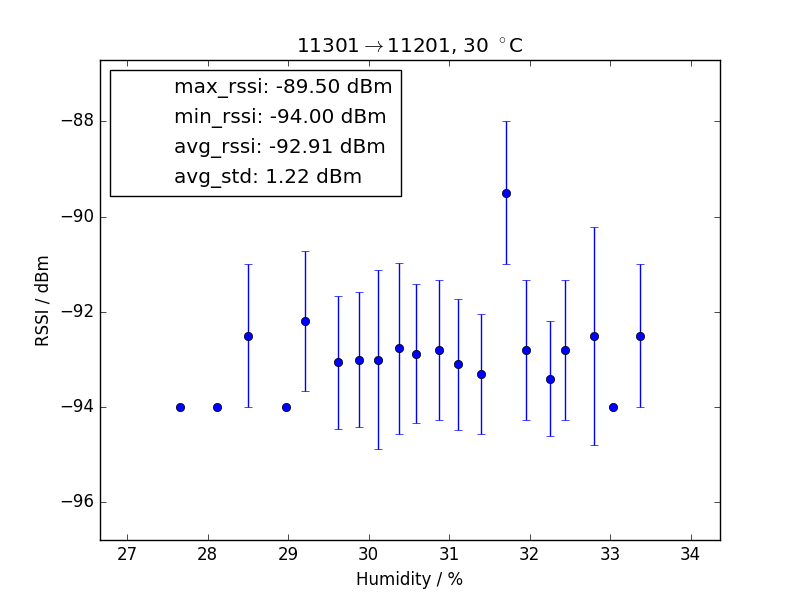 11301→11201, 30 °C
max_rssi: -89.50 dBm
min_rssi: -94.00 dBm
avg_rssi: -92.91 dBm
avg_std: 1.22 dBm
RSSI / dBm
−88
−90
−92
−94
−96
27 28 29 30 31 32 33 34
Humidity / %